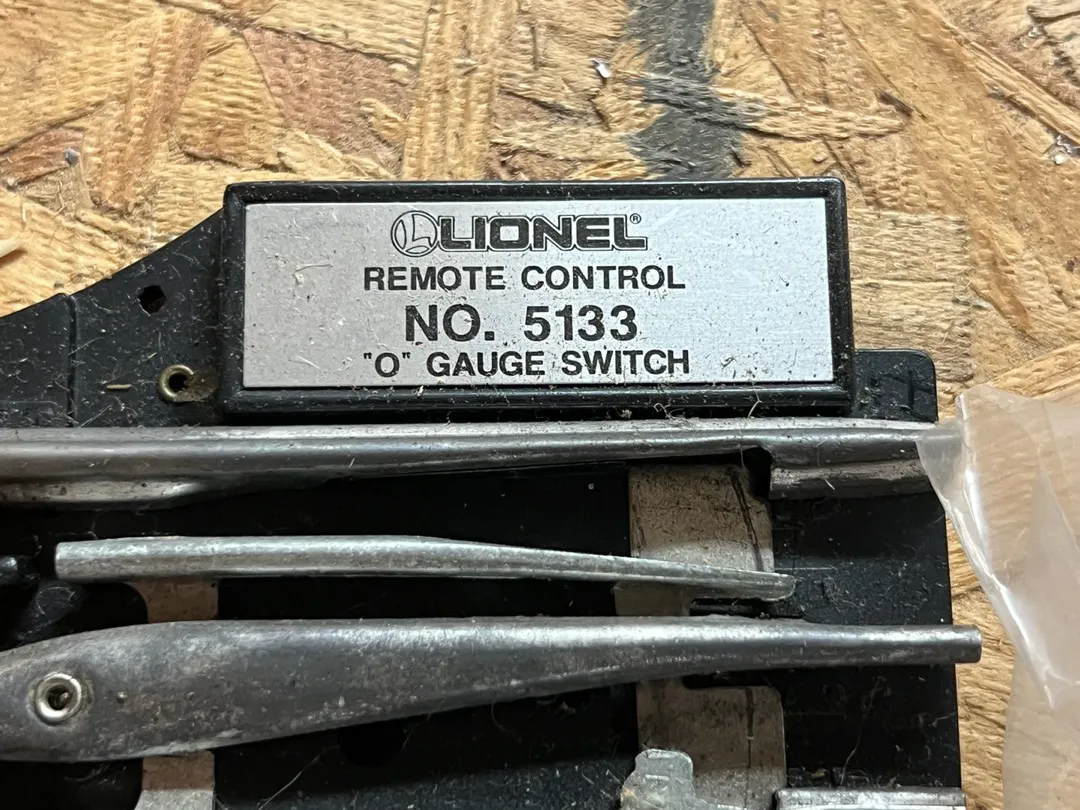 LIONEL®
REMOTE CONTROL
NO. 5133
"O" GAUGE SWITCH